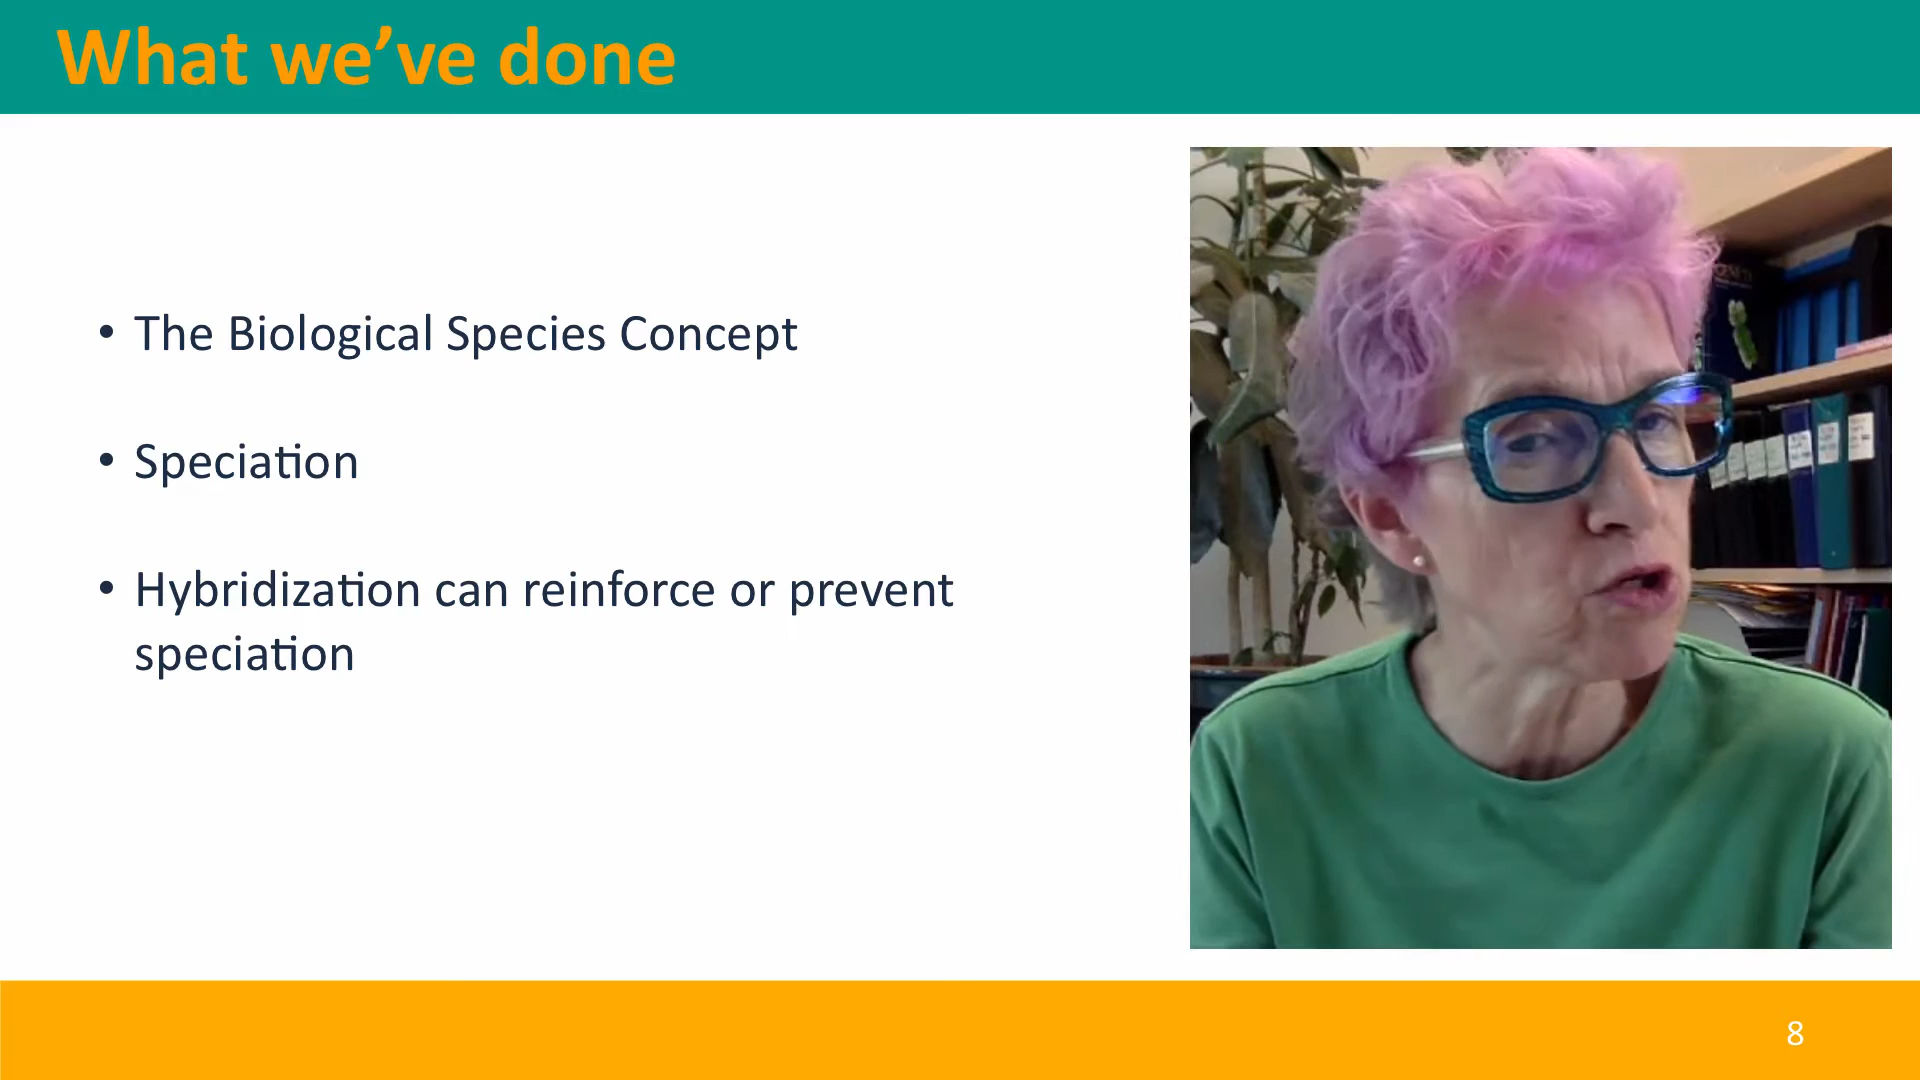 What we’ve done
• The Biological Species Concept
• Speciation
• Hybridization can reinforce or prevent
speciation
8